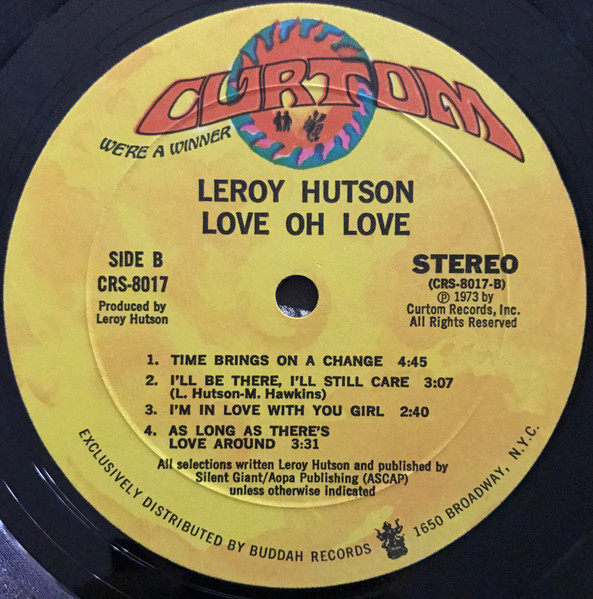 CURTOM
WE'RE A WINNER
LEROY HUTSON
LOVE OH LOVE
SIDE B
CRS-8017
Produced by
Leroy Hutson
STEREO
(CRS-8017-B)
℗ 1973 by
Curtom Records, Inc.
All Rights Reserved
1. TIME BRINGS ON A CHANGE 4:45
2. I'LL BE THERE, I'LL STILL CARE 3:07
(L. Hutson-M. Hawkins)
3. I'M IN LOVE WITH YOU GIRL 2:40
4. AS LONG AS THERE'S
LOVE AROUND 3:31
All selections written Leroy Hutson and published by
Silent Giant/Aopa Publishing (ASCAP)
unless otherwise indicated
EXCLUSIVELY DISTRIBUTED BY BUDDAH RECORDS 1650 BROADWAY, N.Y.C.